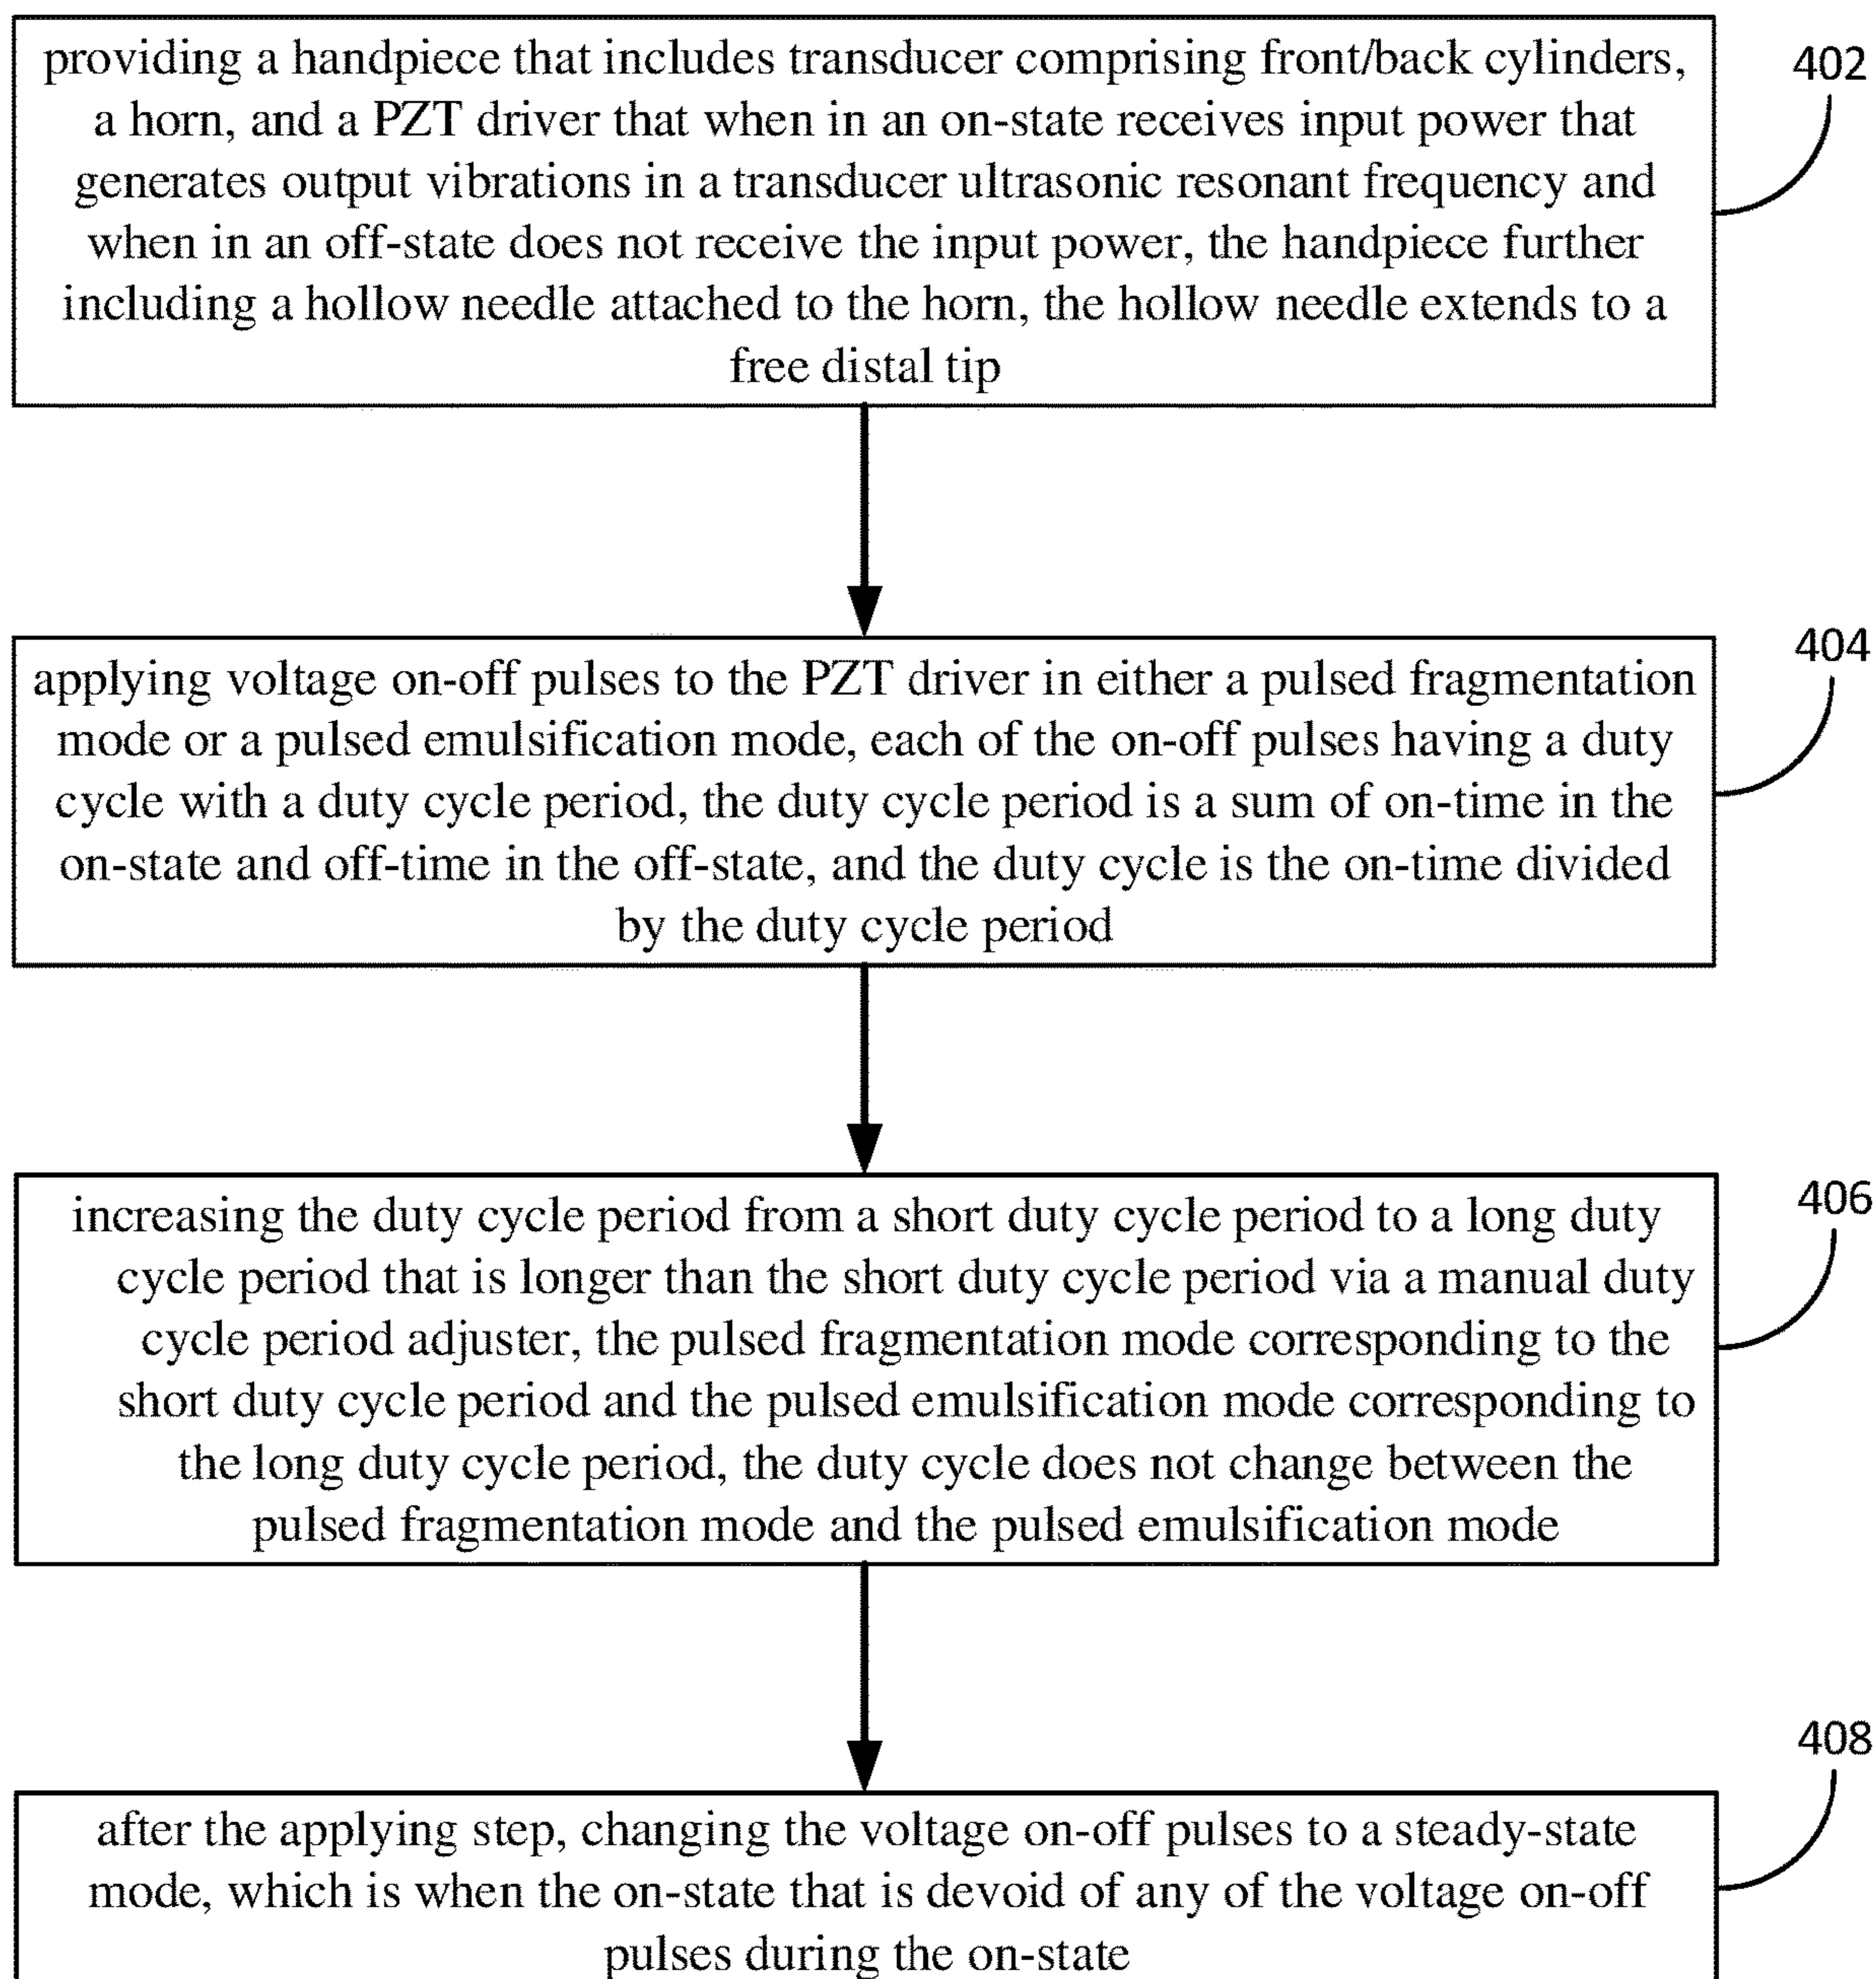 providing a handpiece that includes transducer comprising front/back cylinders,
a horn, and a PZT driver that when in an on-state receives input power that
generates output vibrations in a transducer ultrasonic resonant frequency and
when in an off-state does not receive the input power, the handpiece further
including a hollow needle attached to the horn, the hollow needle extends to a
free distal tip
402
applying voltage on-off pulses to the PZT driver in either a pulsed fragmentation
mode or a pulsed emulsification mode, each of the on-off pulses having a duty
cycle with a duty cycle period, the duty cycle period is a sum of on-time in the
on-state and off-time in the off-state, and the duty cycle is the on-time divided
by the duty cycle period
404
increasing the duty cycle period from a short duty cycle period to a long duty
cycle period that is longer than the short duty cycle period via a manual duty
cycle period adjuster, the pulsed fragmentation mode corresponding to the
short duty cycle period and the pulsed emulsification mode corresponding to
the long duty cycle period, the duty cycle does not change between the
pulsed fragmentation mode and the pulsed emulsification mode
406
after the applying step, changing the voltage on-off pulses to a steady-state
mode, which is when the on-state that is devoid of any of the voltage on-off
pulses during the on-state
408